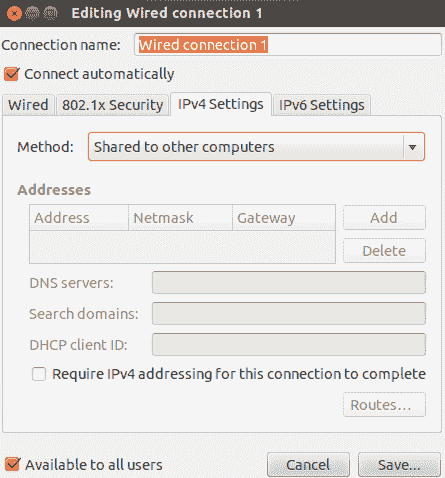 Editing Wired connection 1
Connection name: Wired connection 1
Connect automatically
Wired 802.1x Security IPv4 Settings IPv6 Settings
Method: Shared to other computers
Addresses
Address Netmask Gateway Add
Delete
DNS servers:
Search domains:
DHCP client ID:
Require IPv4 addressing for this connection to complete
Routes…
Available to all users Cancel Save...